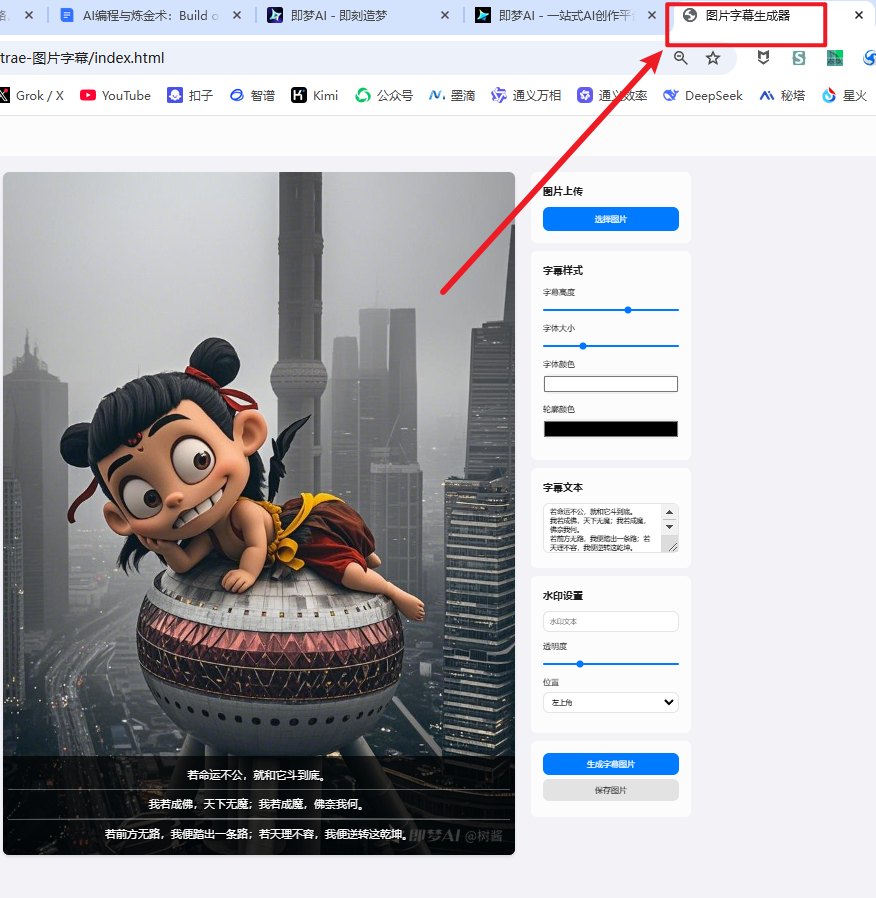 AI编程与炼金术：Build
即梦AI - 即刻造梦
即梦AI - 一站式AI创作平
图片字幕生成器
trae-图片字幕/index.html
Grok / X
YouTube
扣子
智谱
Kimi
公众号
墨滴
通义万相
通义效率
DeepSeek
秘塔
星火
图片上传
选择图片
字幕样式
字幕高度
字体大小
字体颜色
轮廓颜色
字幕文本
若命运不公，就和它斗到底。
我若成佛，天下无魔；我若成魔，
佛奈我何。
若前方无路，我便踏出一条路；若
天理不容，我便逆转这乾坤。
水印设置
水印文本
透明度
位置
左上角
生成字幕图片
保存图片
若命运不公，就和它斗到底。
我若成佛，天下无魔；我若成魔，佛奈我何。
若前方无路，我便踏出一条路；若天理不容，我便逆转这乾坤。
即梦AI @树酱